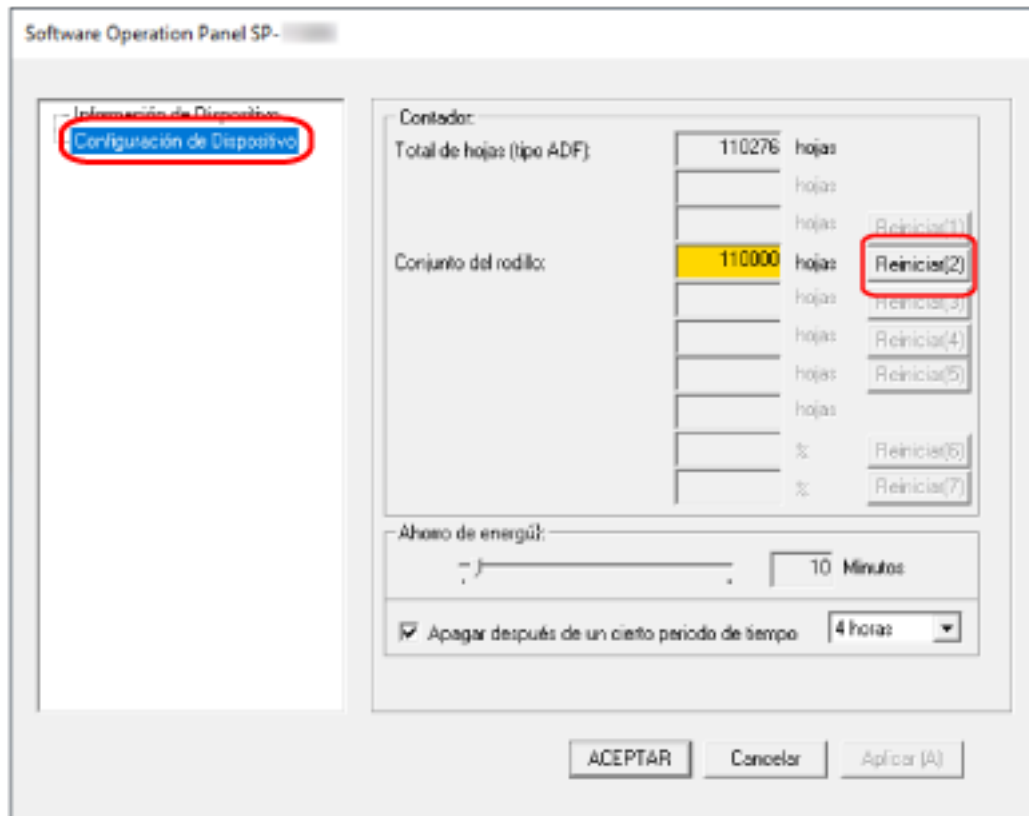 Software Operation Panel SP-
Información de Dispositivo
Configuración de Dispositivo
Contador:
Total de hojas (tipo ADF): 110276 hojas
hojas
hojas Reiniciar(1)
Conjunto del rodillo: 110000 hojas Reiniciar(2)
hojas Reiniciar(3)
hojas Reiniciar(4)
hojas Reiniciar(5)
hojas
% Reiniciar(6)
% Reiniciar(7)
Ahorro de energú}:
10 Minutos
Apagar después de un cierto periodo de tiempo 4 horas
ACEPTAR Cancelar Aplicar (A)